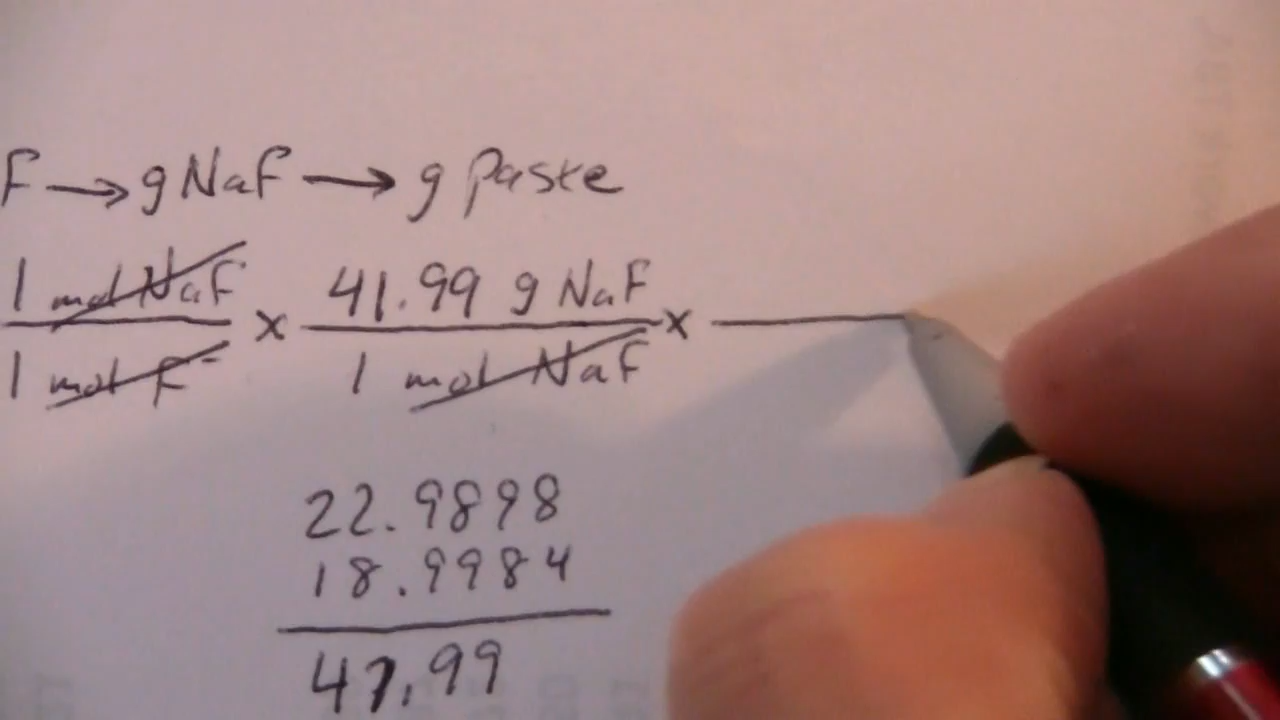 F → g NaF → g Paste
1 mol NaF × 41.99 g NaF ×
1 mol F⁻ 1 mol NaF
22.9898
18.9984
41.99